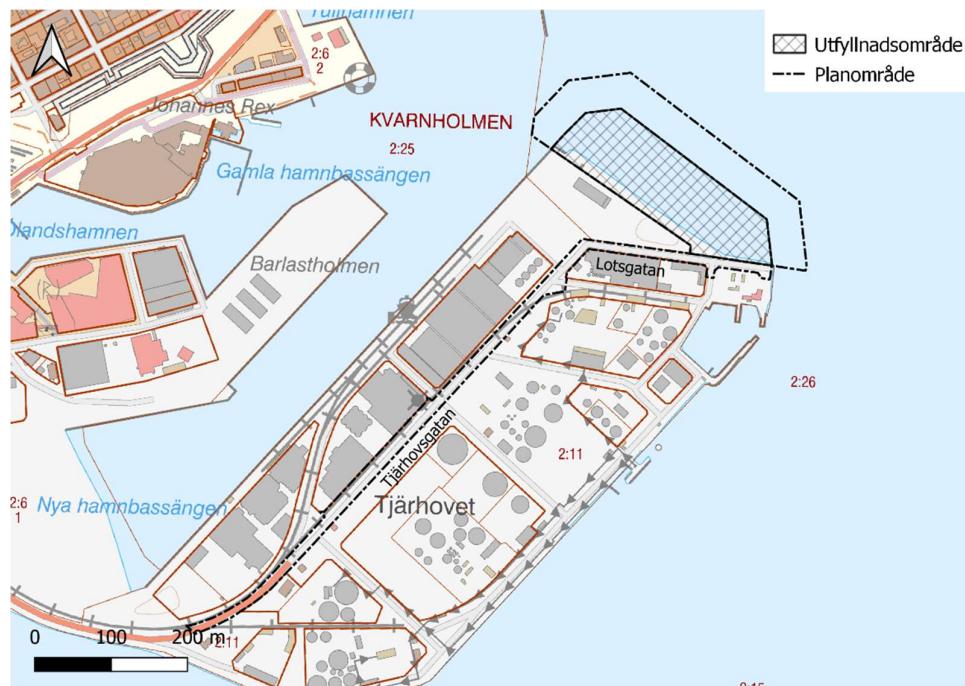 Tullhamnen
2:6
2
Utfyllnadsområde
Planområde
Johannes Rex
KVARNHOLMEN
2:25
Gamla hamnbassängen
Ölandshamnen
Barlastholmen
Lotsgatan
2:26
Tjärhovsgatan
2:11
2:6
1
Nya hamnbassängen
Tjärhovet
0 100 200 m
2:11